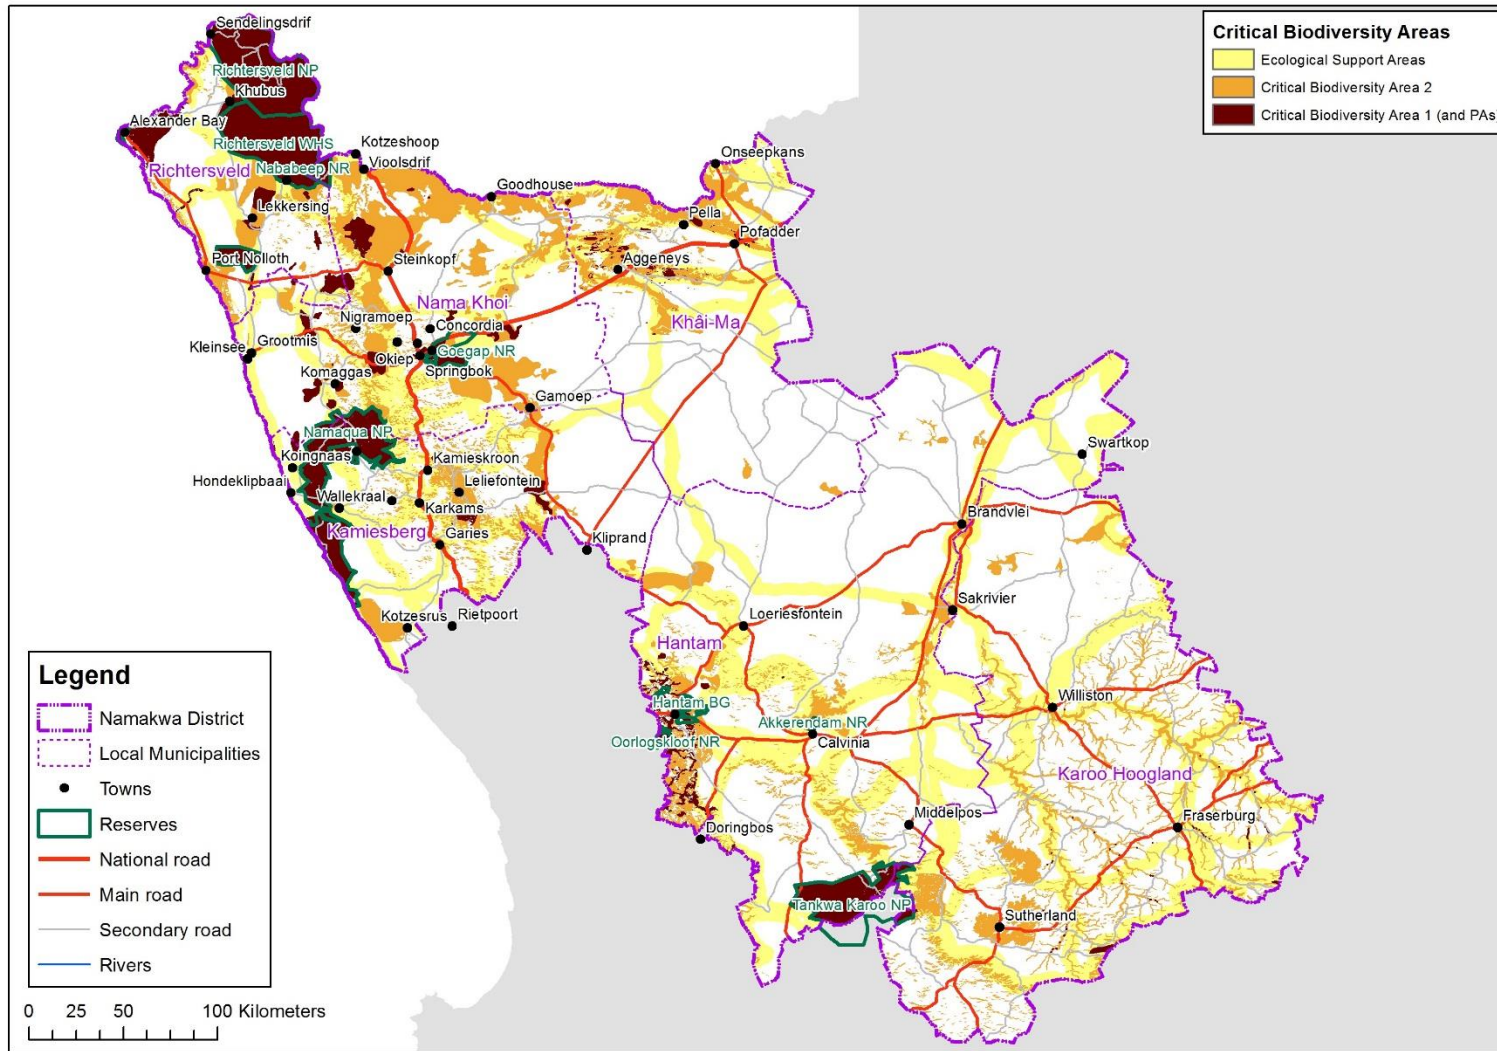 Critical Biodiversity Areas
Ecological Support Areas
Critical Biodiversity Area 2
Critical Biodiversity Area 1 (and PAs)
Sendelingsdrif
Richtersveld NP
Khubus
Alexander Bay
Richtersveld WHS
Kotzeshoop
Vioolsdrif
Onseepkans
Richtersveld
Nababeep NR
Goodhouse
Lekkersing
Pella
Pofadder
Port Nolloth
Steinkopf
Aggeneys
Nama Khoi
Khâi-Ma
Nigramoep
Concordia
Kleinsee
Grootmis
Okiep
Goegap NR
Springbok
Komaggas
Gamoep
Namaqua NP
Koingnaas
Kamieskroon
Swartkop
Hondeklipbaai
Wallekraal
Leliefontein
Karkams
Kamiesberg
Garies
Kliprand
Brandvlei
Kotzesrus
Rietpoort
Loeriesfontein
Sakrivier
Hantam
Hantam BG
Williston
Oorlogskloof NR
Akkerendam NR
Calvinia
Karoo Hoogland
Doringbos
Middelpos
Fraserburg
Tankwa Karoo NP
Sutherland
Legend
Namakwa District
Local Municipalities
Towns
Reserves
National road
Main road
Secondary road
Rivers
0 25 50 100 Kilometers